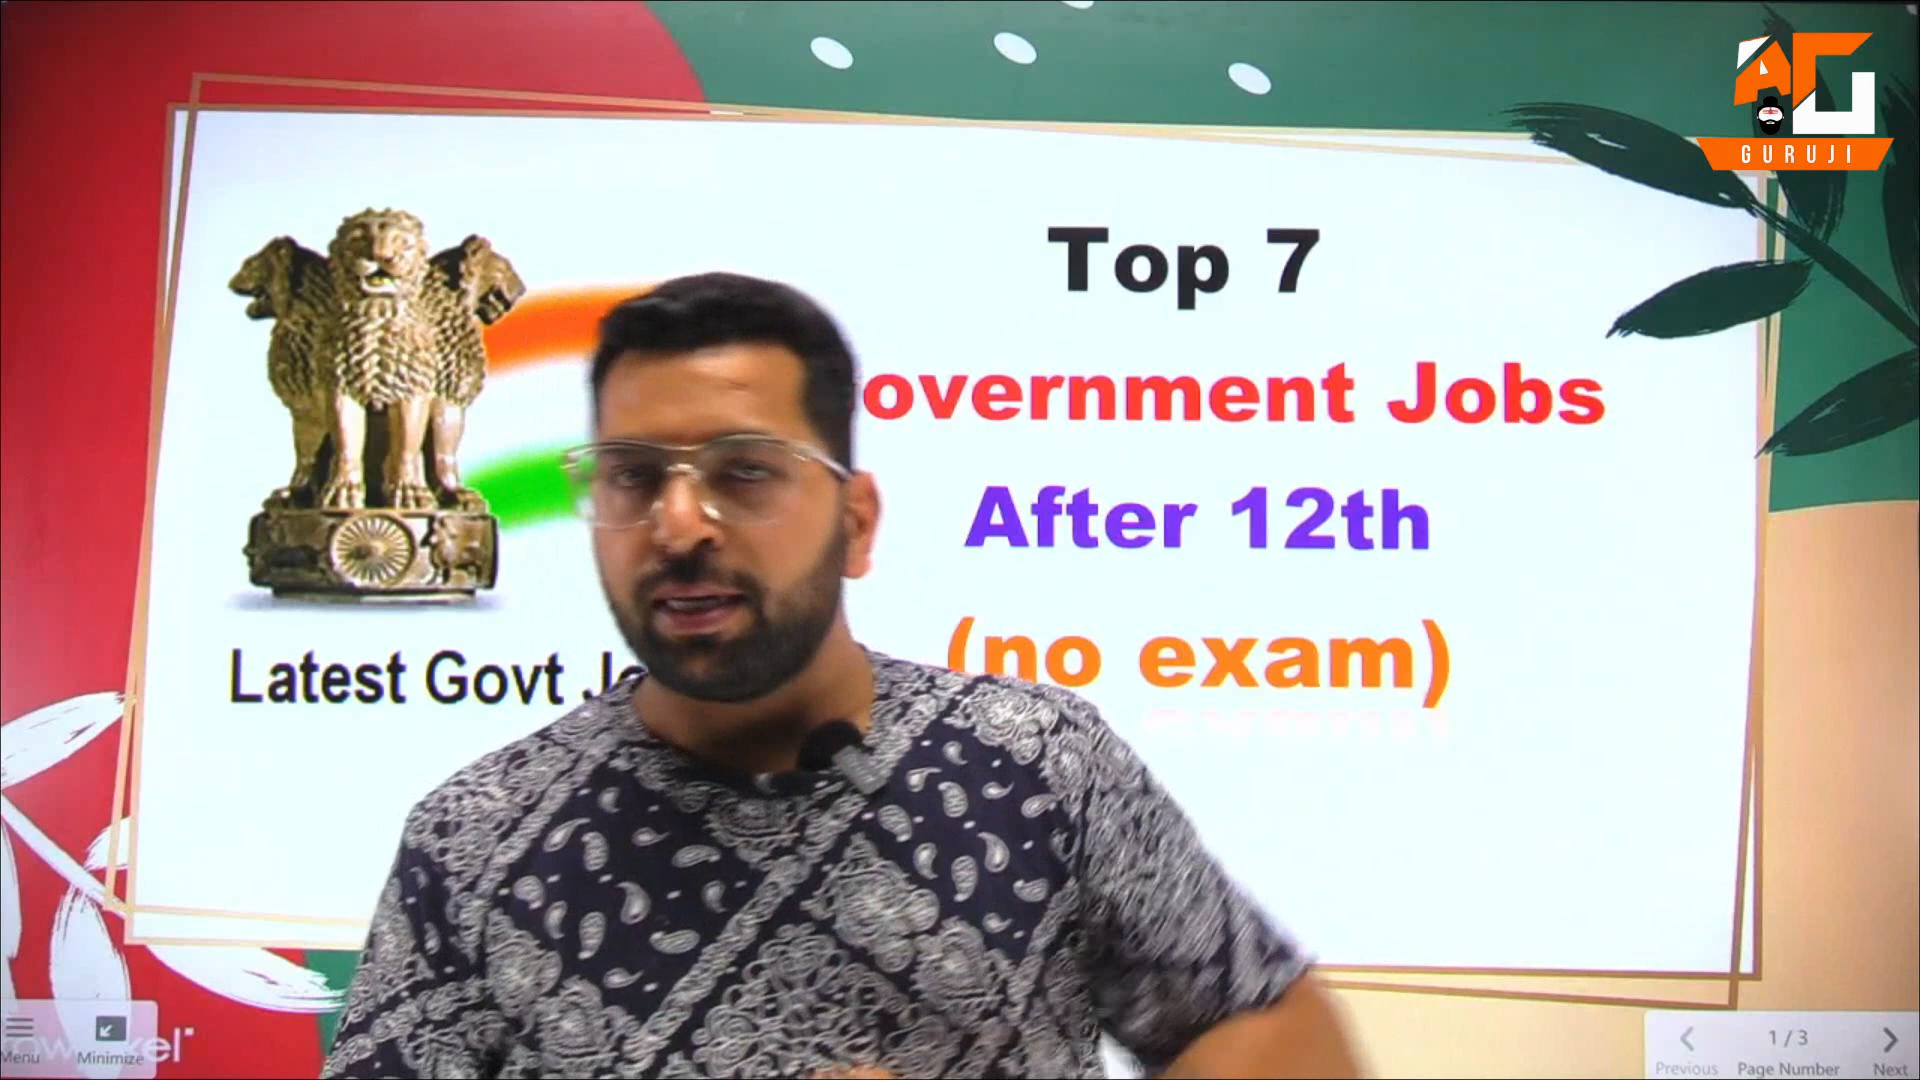 AG
GURUJI
Top 7
overnment Jobs
After 12th
(no exam)
Latest Govt
Menu
Minimize
1/3
Previous
Page Number
Next